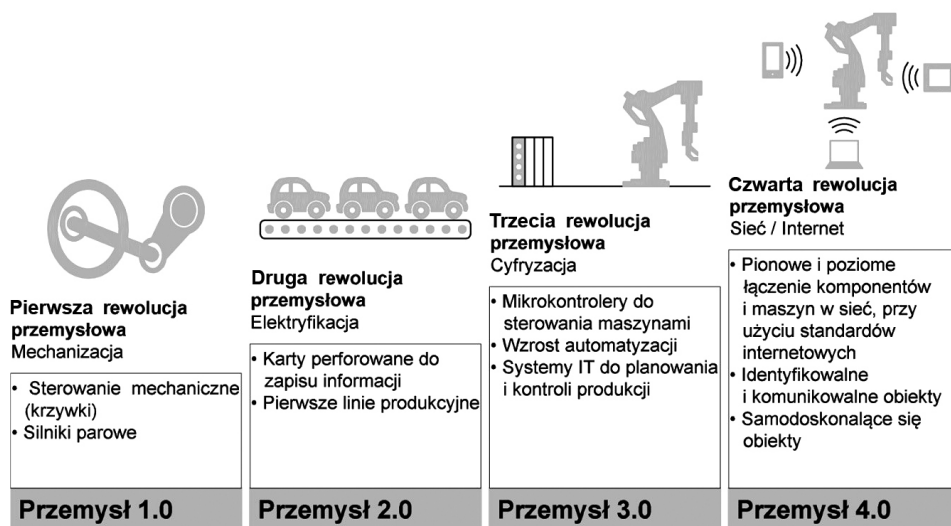 Pierwsza rewolucja
przemysłowa
Mechanizacja
• Sterowanie mechaniczne
(krzywki)
• Silniki parowe
Przemysł 1.0
Druga rewolucja
przemysłowa
Elektryfikacja
• Karty perforowane do
zapisu informacji
• Pierwsze linie produkcyjne
Przemysł 2.0
Trzecia rewolucja
przemysłowa
Cyfryzacja
• Mikrokontrolery do
sterowania maszynami
• Wzrost automatyzacji
• Systemy IT do planowania
i kontroli produkcji
Przemysł 3.0
Czwarta rewolucja
przemysłowa
Sieć / Internet
• Pionowe i poziome
łączenie komponentów
i maszyn w sieć, przy
użyciu standardów
internetowych
• Identyfikowalne
i komunikowalne obiekty
• Samodoskonalące się
obiekty
Przemysł 4.0